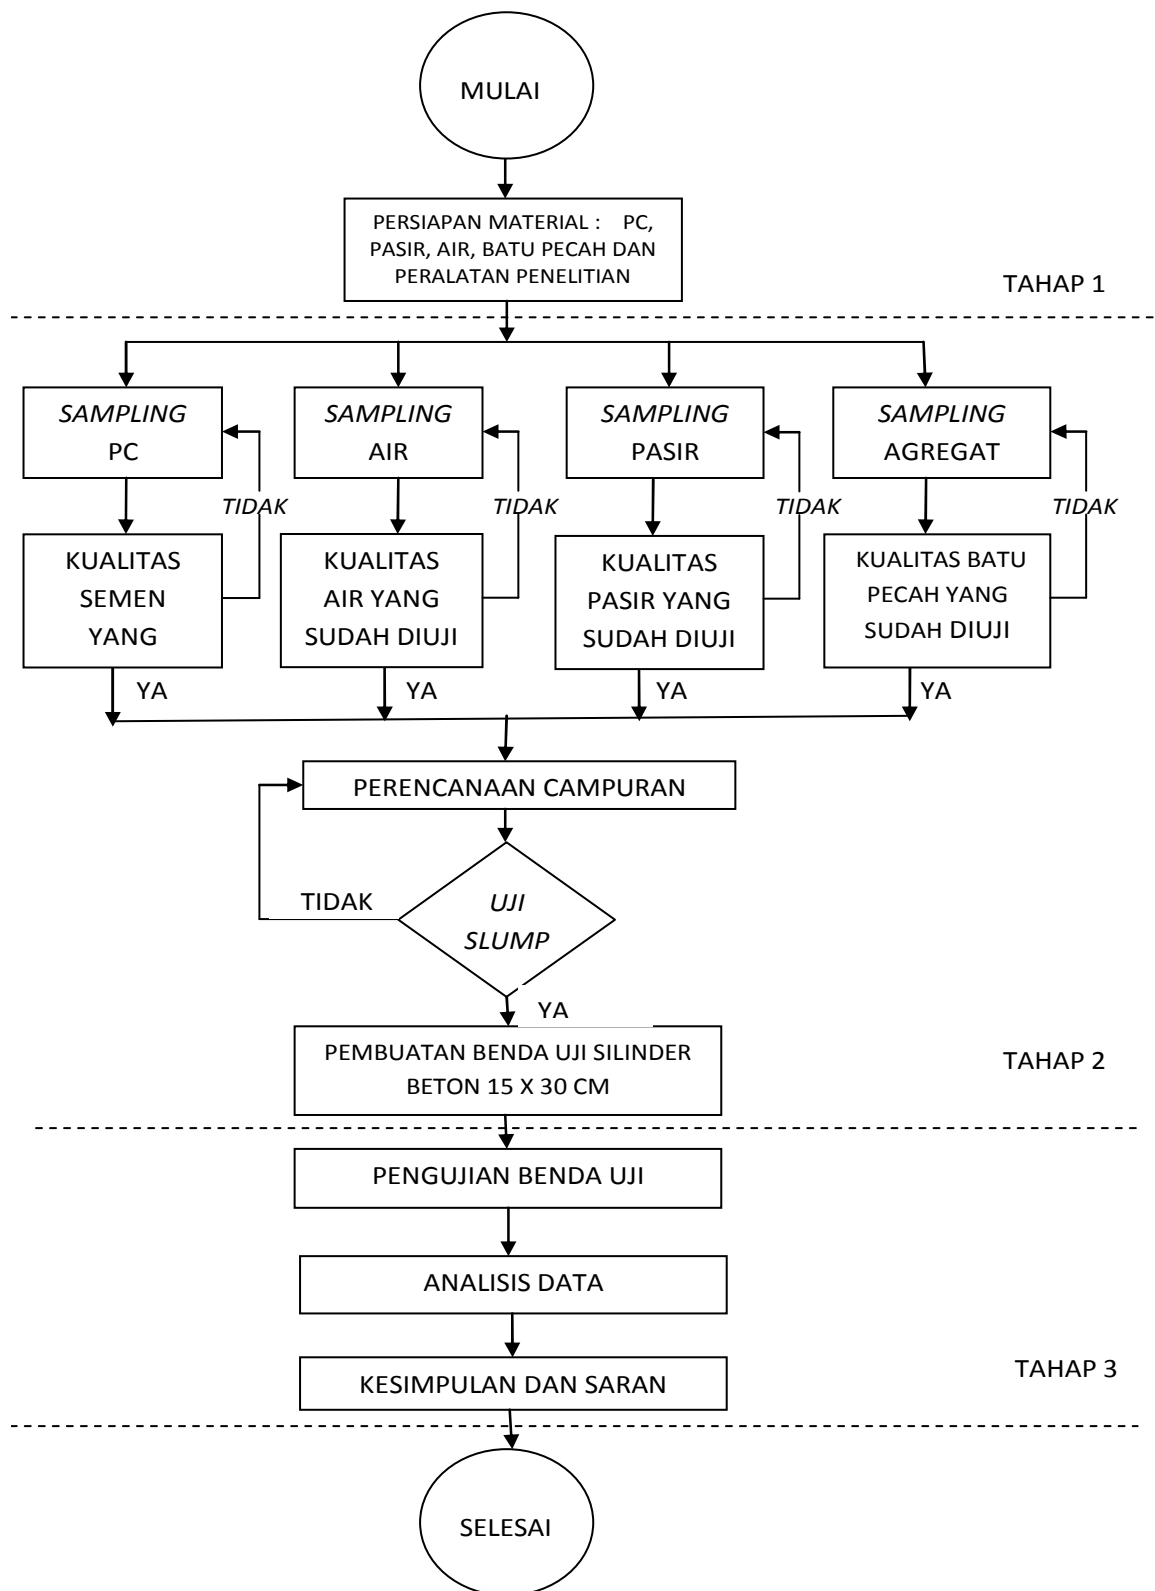 MULAI
PERSIAPAN MATERIAL : PC,
PASIR, AIR, BATU PECAH DAN
PERALATAN PENELITIAN
TAHAP 1
SAMPLING
PC
SAMPLING
AIR
SAMPLING
PASIR
SAMPLING
AGREGAT
TIDAK
TIDAK
TIDAK
TIDAK
KUALITAS
SEMEN
YANG
KUALITAS
AIR YANG
SUDAH DIUJI
KUALITAS
PASIR YANG
SUDAH DIUJI
KUALITAS BATU
PECAH YANG
SUDAH DIUJI
YA
YA
YA
YA
PERENCANAAN CAMPURAN
TIDAK
UJI
SLUMP
YA
PEMBUATAN BENDA UJI SILINDER
BETON 15 X 30 CM
TAHAP 2
PENGUJIAN BENDA UJI
ANALISIS DATA
KESIMPULAN DAN SARAN
TAHAP 3
SELESAI